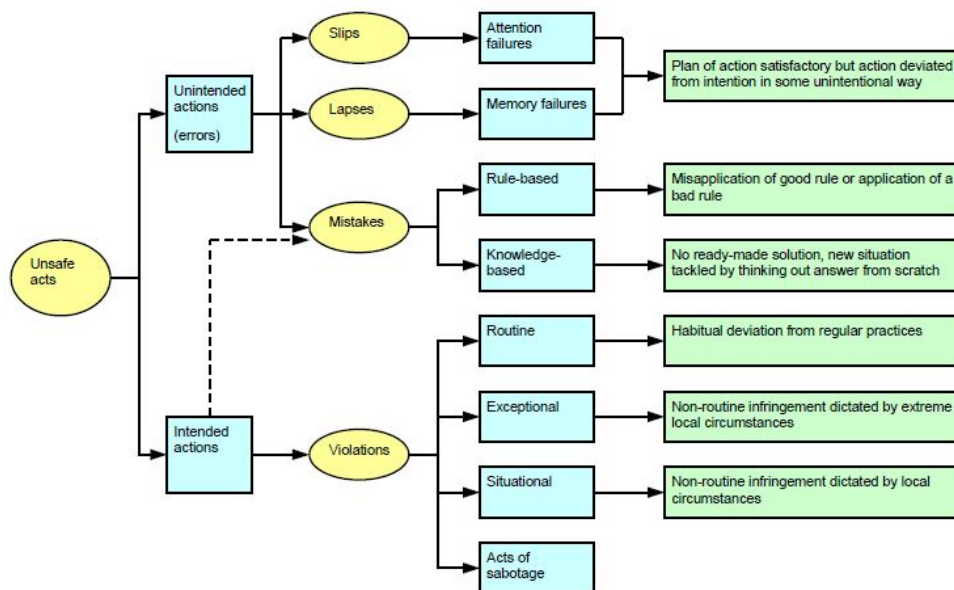 Slips
Attention
failures
Plan of action satisfactory but action deviated
from intention in some unintentional way
Unintended
actions
(errors)
Lapses
Memory failures
Rule-based
Misapplication of good rule or application of a
bad rule
Mistakes
Knowledge-
based
No ready-made solution, new situation
tackled by thinking out answer from scratch
Unsafe
acts
Routine
Habitual deviation from regular practices
Exceptional
Non-routine infringement dictated by extreme
local circumstances
Intended
actions
Violations
Situational
Non-routine infringement dictated by local
circumstances
Acts of
sabotage